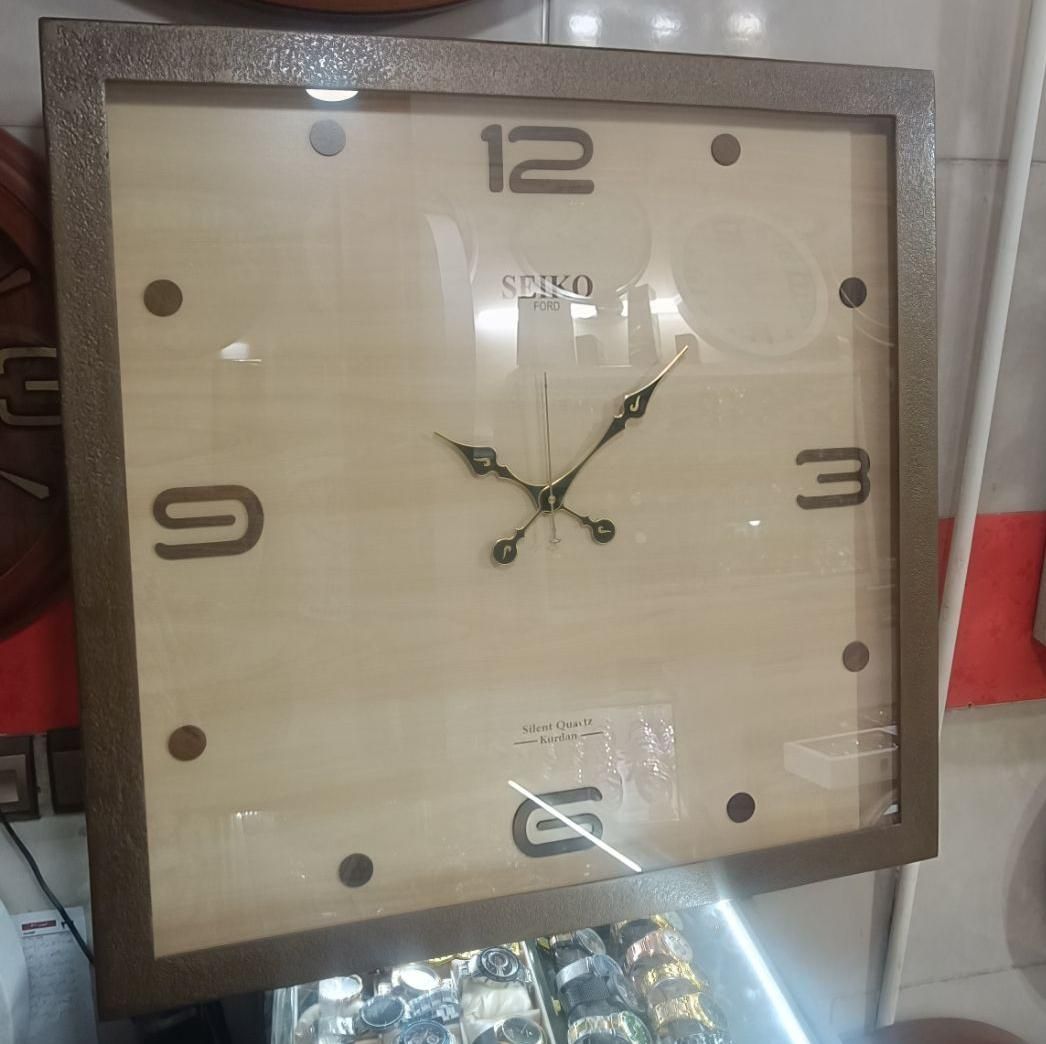 12
SEIKO
FORD
9
3
Silent Quartz
Kurdan
6